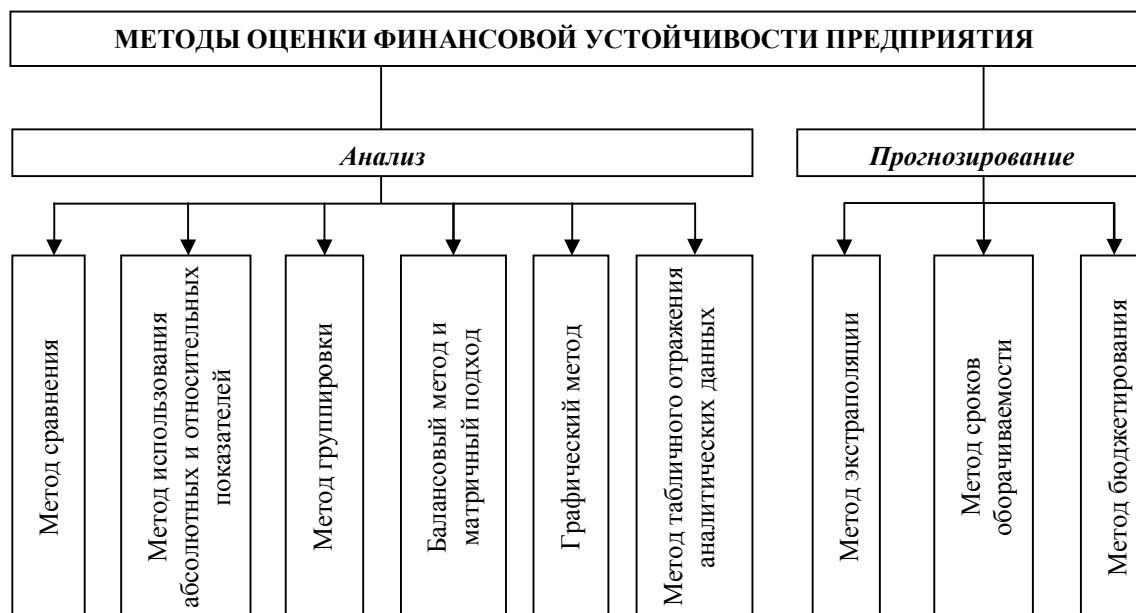 МЕТОДЫ ОЦЕНКИ ФИНАНСОВОЙ УСТОЙЧИВОСТИ ПРЕДПРИЯТИЯ
Анализ
Прогнозирование
Метод сравнения
Метод использования
абсолютных и относительных
показателей
Метод группировки
Балансовый метод и
матричный подход
Графический метод
Метод табличного отражения
аналитических данных
Метод экстраполяции
Метод сроков
оборачиваемости
Метод бюджетирования